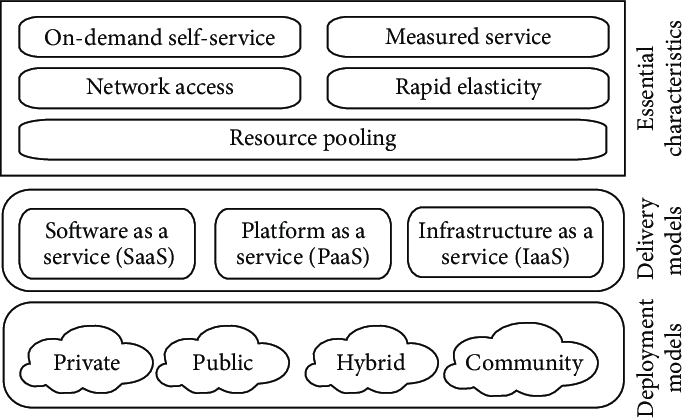 On-demand self-service
Measured service
Network access
Rapid elasticity
Resource pooling
Essential
characteristics
Software as a
service (SaaS)
Platform as a
service (PaaS)
Infrastructure as a
service (IaaS)
Delivery
models
Private
Public
Hybrid
Community
Deployment
models